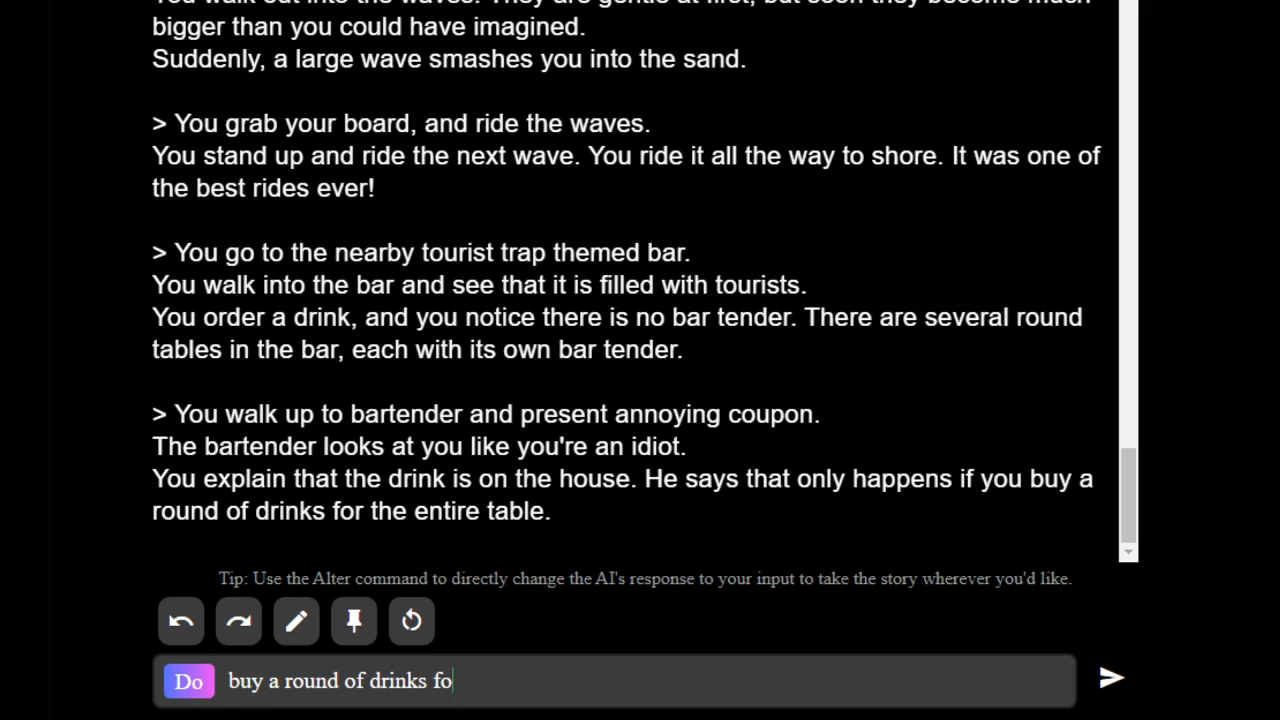 bigger than you could have imagined.
Suddenly, a large wave smashes you into the sand.
> You grab your board, and ride the waves.
You stand up and ride the next wave. You ride it all the way to shore. It was one of
the best rides ever!
> You go to the nearby tourist trap themed bar.
You walk into the bar and see that it is filled with tourists.
You order a drink, and you notice there is no bar tender. There are several round
tables in the bar, each with its own bar tender.
> You walk up to bartender and present annoying coupon.
The bartender looks at you like you're an idiot.
You explain that the drink is on the house. He says that only happens if you buy a
round of drinks for the entire table.
Tip: Use the Alter command to directly change the AI's response to your input to take the story wherever you'd like.
Do buy a round of drinks fo